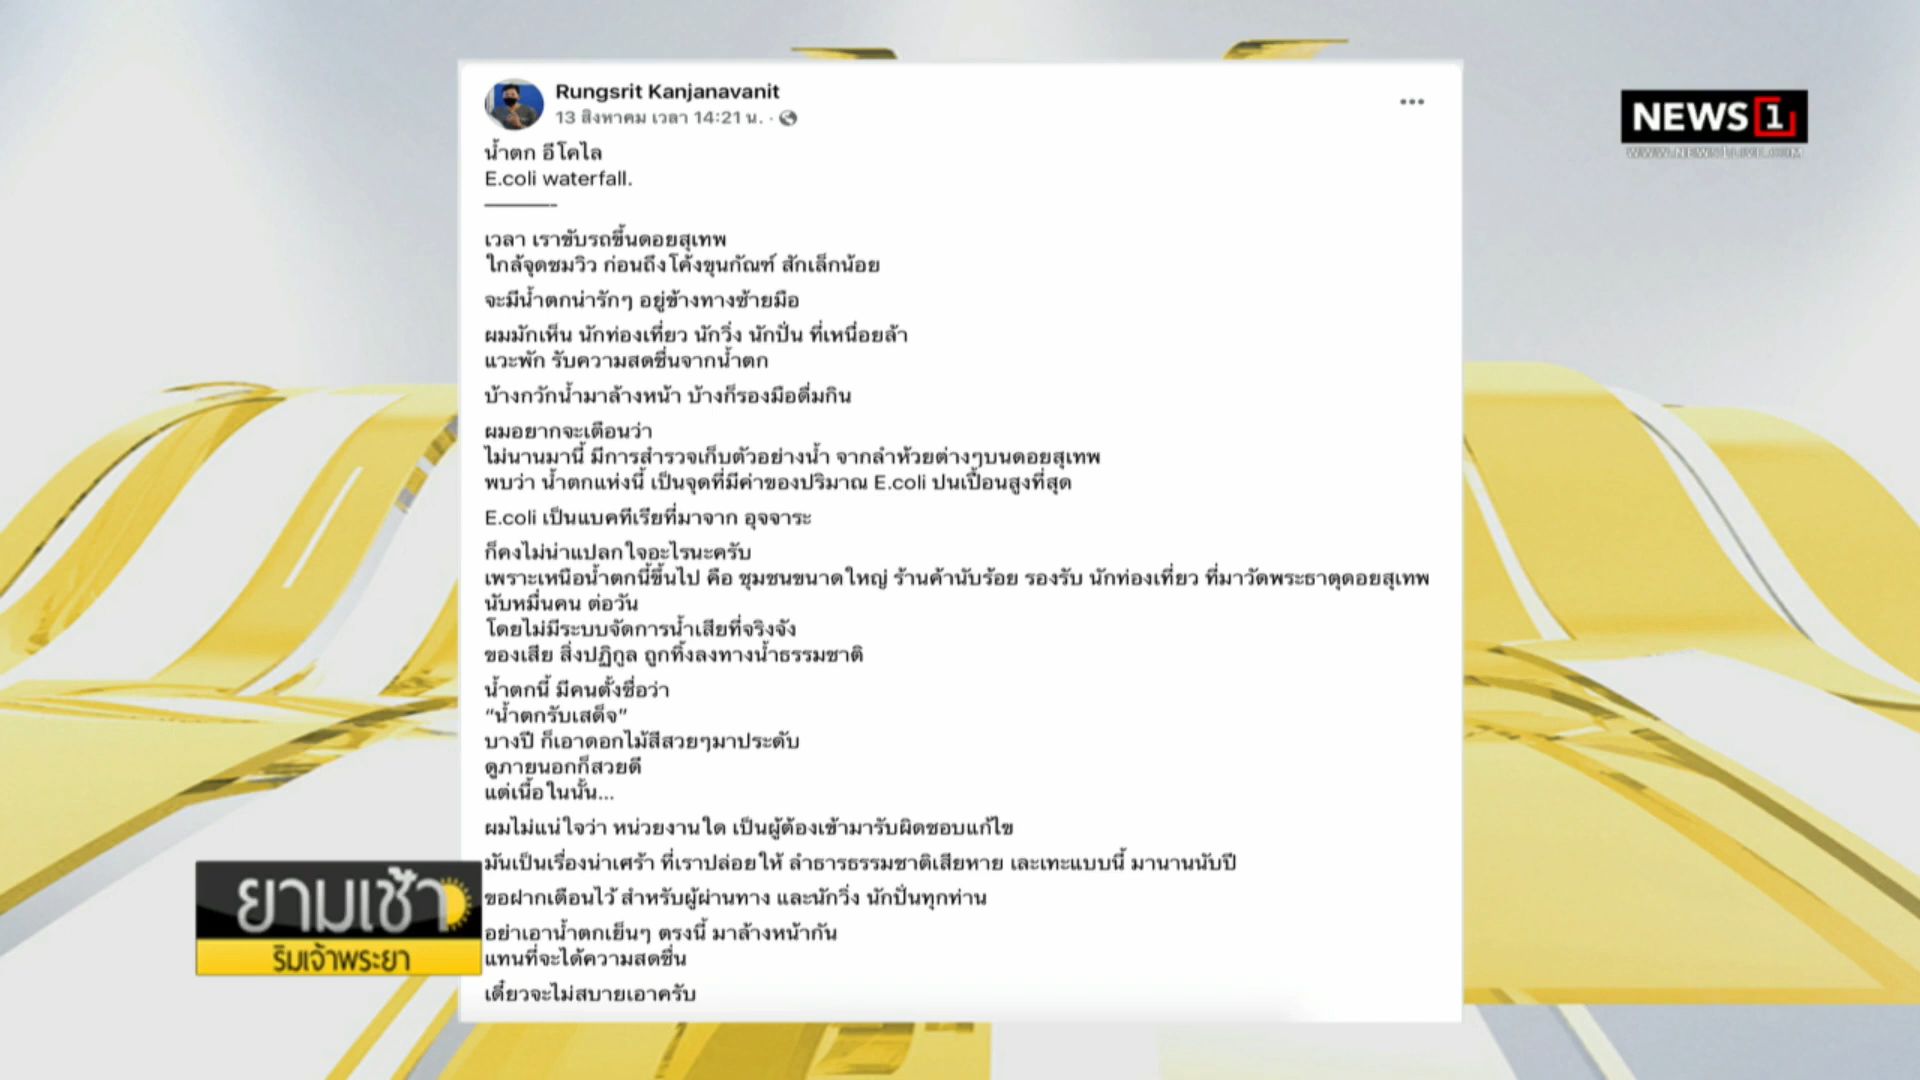 Rungsrit Kanjanavanit
13 สิงหาคม เวลา 14:21 น. ·
น้ำตก อีโคไล
E.coli waterfall.
————-
เวลา เราขับรถขึ้นดอยสุเทพ
ใกล้จุดชมวิว ก่อนถึงโค้งขุนกัณฑ์ สักเล็กน้อย
จะมีน้ำตกน่ารักๆ อยู่ข้างทางซ้ายมือ
ผมมักเห็น นักท่องเที่ยว นักวิ่ง นักปั่น ที่เหนื่อยล้า
แวะพัก รับความสดชื่นจากน้ำตก
บ้างกวักน้ำมาล้างหน้า บ้างก็รองมือดื่มกิน
ผมอยากจะเตือนว่า
ไม่นานมานี้ มีการสำรวจเก็บตัวอย่างน้ำ จากลำห้วยต่างๆบนดอยสุเทพ
พบว่า น้ำตกแห่งนี้ เป็นจุดที่มีค่าของปริมาณ E.coli ปนเปื้อนสูงที่สุด
E.coli เป็นแบคทีเรียที่มาจาก อุจจาระ
ก็คงไม่น่าแปลกใจอะไรนะครับ
เพราะเหนือน้ำตกนี้ขึ้นไป คือ ชุมชนขนาดใหญ่ ร้านค้านับร้อย รองรับ นักท่องเที่ยว ที่มาวัดพระธาตุดอยสุเทพ
นับหมื่นคน ต่อวัน
โดยไม่มีระบบจัดการน้ำเสียที่จริงจัง
ของเสีย สิ่งปฏิกูล ถูกทิ้งลงทางน้ำธรรมชาติ
น้ำตกนี้ มีคนตั้งชื่อว่า
“น้ำตกรับเสด็จ”
บางปี ก็เอาดอกไม้สีสวยๆมาประดับ
ดูภายนอกก็สวยดี
แต่เนื้อในนั้น...
ผมไม่แน่ใจว่า หน่วยงานใด เป็นผู้ต้องเข้ามารับผิดชอบแก้ไข
มันเป็นเรื่องน่าเศร้า ที่เราปล่อยให้ ลำธารธรรมชาติเสียหาย เละเทะแบบนี้ มานานนับปี
ขอฝากเตือนไว้ สำหรับผู้ผ่านทาง และนักวิ่ง นักปั่นทุกท่าน
อย่าเอาน้ำตกเย็นๆ ตรงนี้ มาล้างหน้ากัน
แทนที่จะได้ความสดชื่น
เดี๋ยวจะไม่สบายเอาครับ
NEWS 1
WWW.NEWS1LIVE.COM
ยามเช้า
ริมเจ้าพระยา